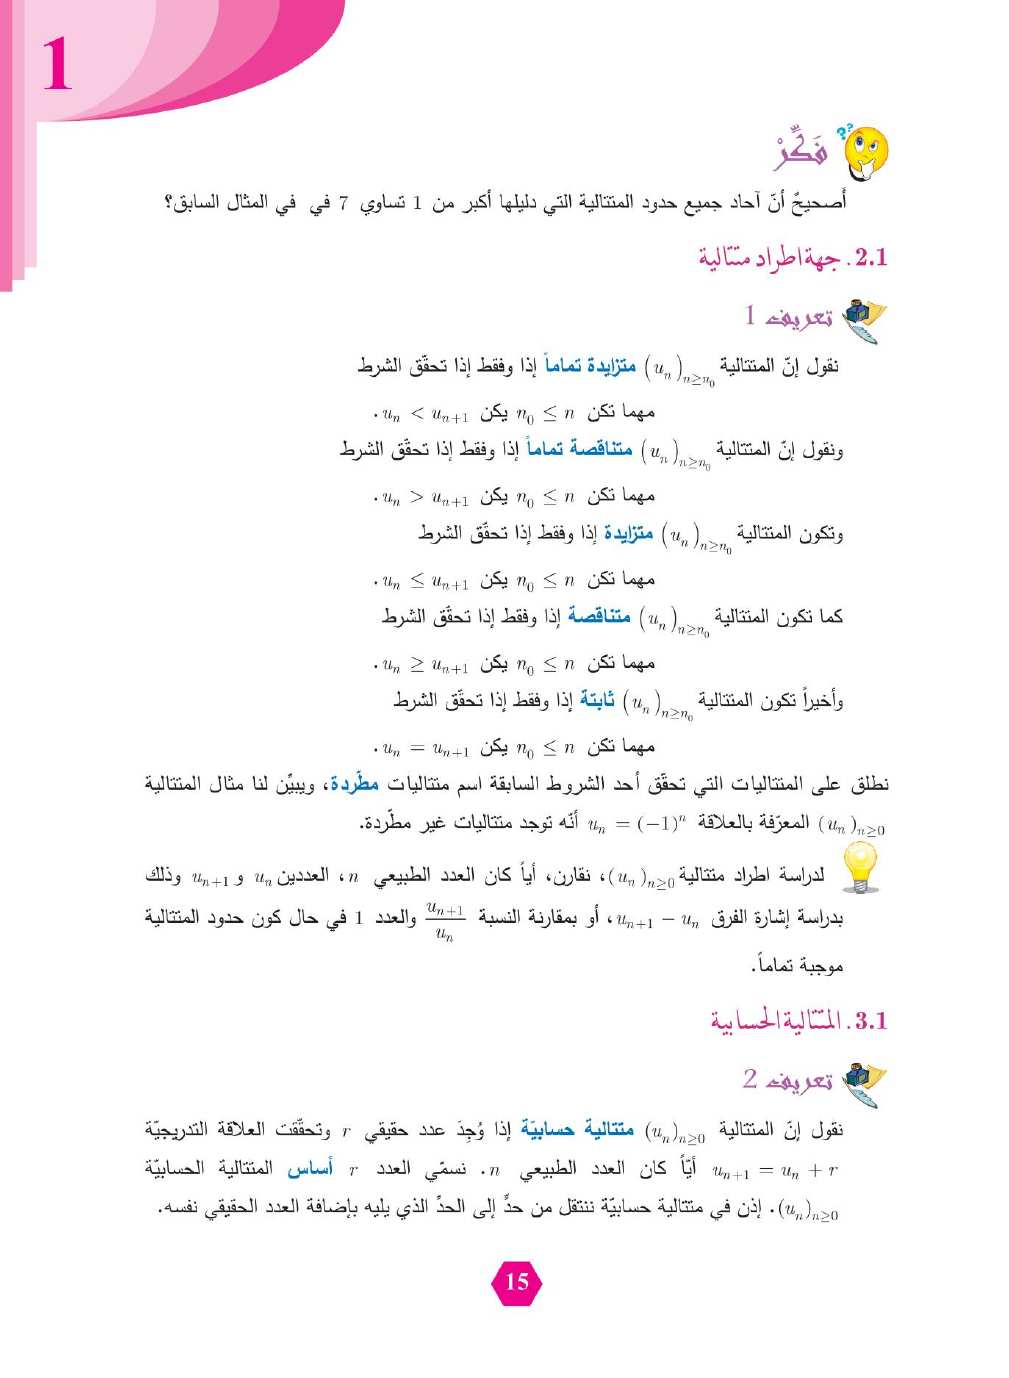 1
فَكِّرْ
أَصحيحٌ أنّ آحاد جميع حدود المتتالية التي دليلها أكبر من 1 تساوي 7 في في المثال السابق؟
2.1. جهة اطراد متتالية
تعريف 1
نقول إنّ المتتالية $(u_n)_{n \geq n_0}$ متزايدة تماماً إذا وفقط إذا تحقّق الشرط
مهما تكن $n_0 \leq n$ يكن $u_n < u_{n+1}$.
ونقول إنّ المتتالية $(u_n)_{n \geq n_0}$ متناقصة تماماً إذا وفقط إذا تحقّق الشرط
مهما تكن $n_0 \leq n$ يكن $u_n > u_{n+1}$.
وتكون المتتالية $(u_n)_{n \geq n_0}$ متزايدة إذا وفقط إذا تحقّق الشرط
مهما تكن $n_0 \leq n$ يكن $u_n \leq u_{n+1}$.
كما تكون المتتالية $(u_n)_{n \geq n_0}$ متناقصة إذا وفقط إذا تحقّق الشرط
مهما تكن $n_0 \leq n$ يكن $u_n \geq u_{n+1}$.
وأخيراً تكون المتتالية $(u_n)_{n \geq n_0}$ ثابتة إذا وفقط إذا تحقّق الشرط
مهما تكن $n_0 \leq n$ يكن $u_n = u_{n+1}$.
نطلق على المتتاليات التي تحقّق أحد الشروط السابقة اسم متتاليات مطّردة، ويبيِّن لنا مثال المتتالية
$(u_n)_{n \geq 0}$ المعرّفة بالعلاقة $u_n = (-1)^n$ أنّه توجد متتاليات غير مطّردة.
لدراسة اطراد متتالية $(u_n)_{n \geq 0}$، نقارن، أياً كان العدد الطبيعي $n$، العددين $u_n$ و $u_{n+1}$ وذلك
بدراسة إشارة الفرق $u_{n+1} - u_n$، أو بمقارنة النسبة $\frac{u_{n+1}}{u_n}$ والعدد 1 في حال كون حدود المتتالية
موجبة تماماً.
3.1. المتتالية الحسابية
تعريف 2
نقول إنّ المتتالية $(u_n)_{n \geq 0}$ متتالية حسابيّة إذا وُجِدَ عدد حقيقي $r$ وتحقّقت العلاقة التدريجيّة
$u_{n+1} = u_n + r$ أيّاً كان العدد الطبيعي $n$. نسمّي العدد $r$ أساس المتتالية الحسابيّة
$(u_n)_{n \geq 0}$. إذن في متتالية حسابيّة ننتقل من حدٍّ إلى الحدِّ الذي يليه بإضافة العدد الحقيقي نفسه.
15